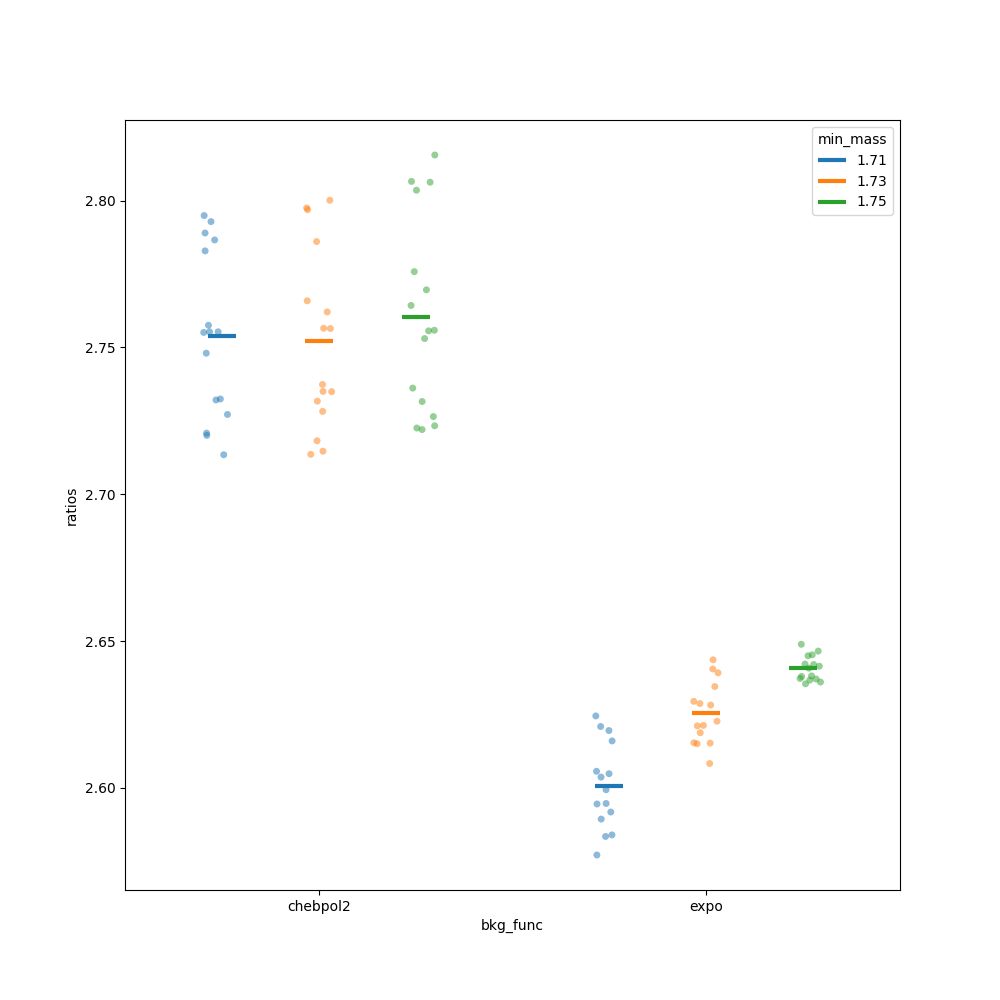 min_mass
1.71
1.73
1.75
2.80
2.75
2.70
2.65
2.60
ratios
chebpol2
expo
bkg_func